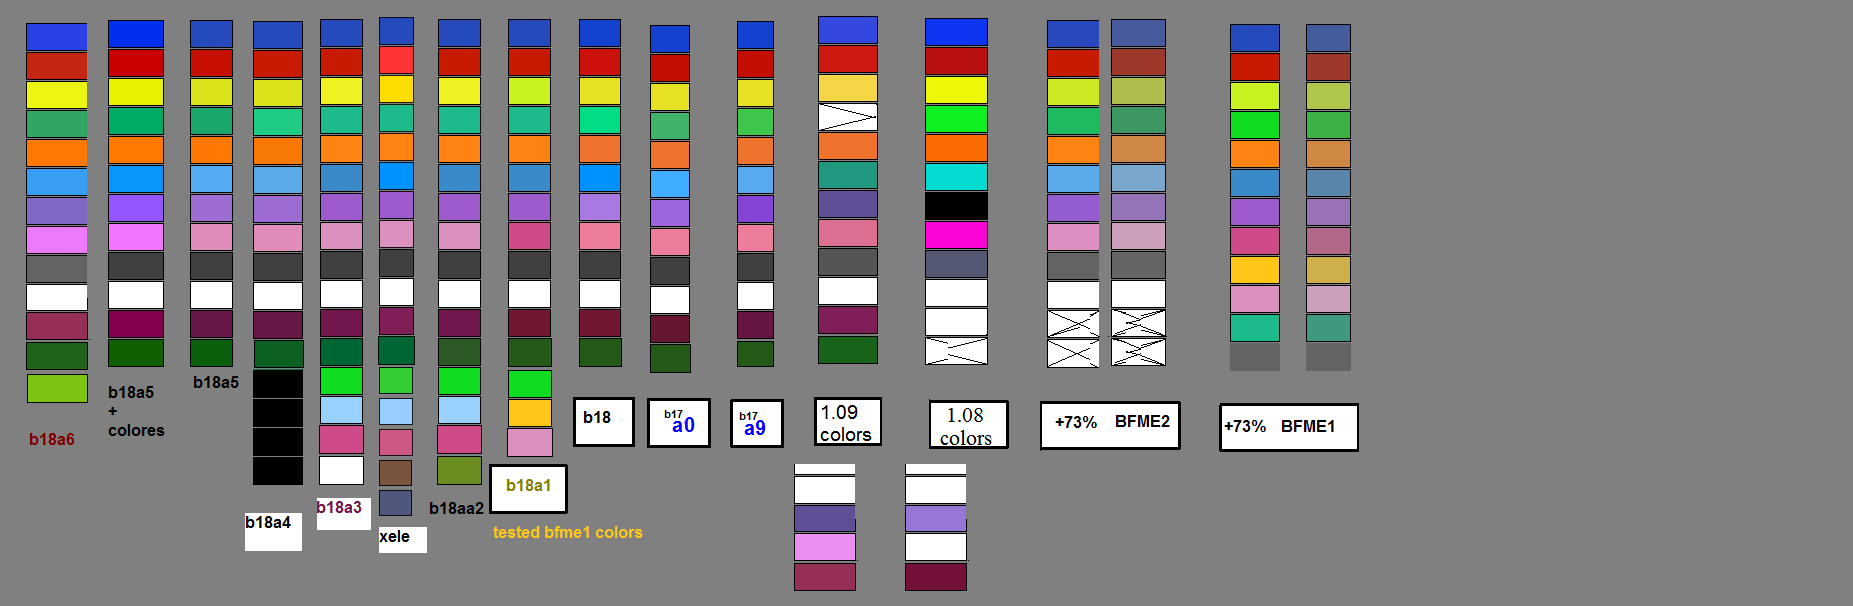 b18a6
b18a5
+
colores
b18a5
b18a4
b18a3
xele
b18aa2
b18a1
tested bfme1 colors
b18
b17
a0
b17
a9
1.09
colors
1.08
colors
+73% BFME2
+73% BFME1